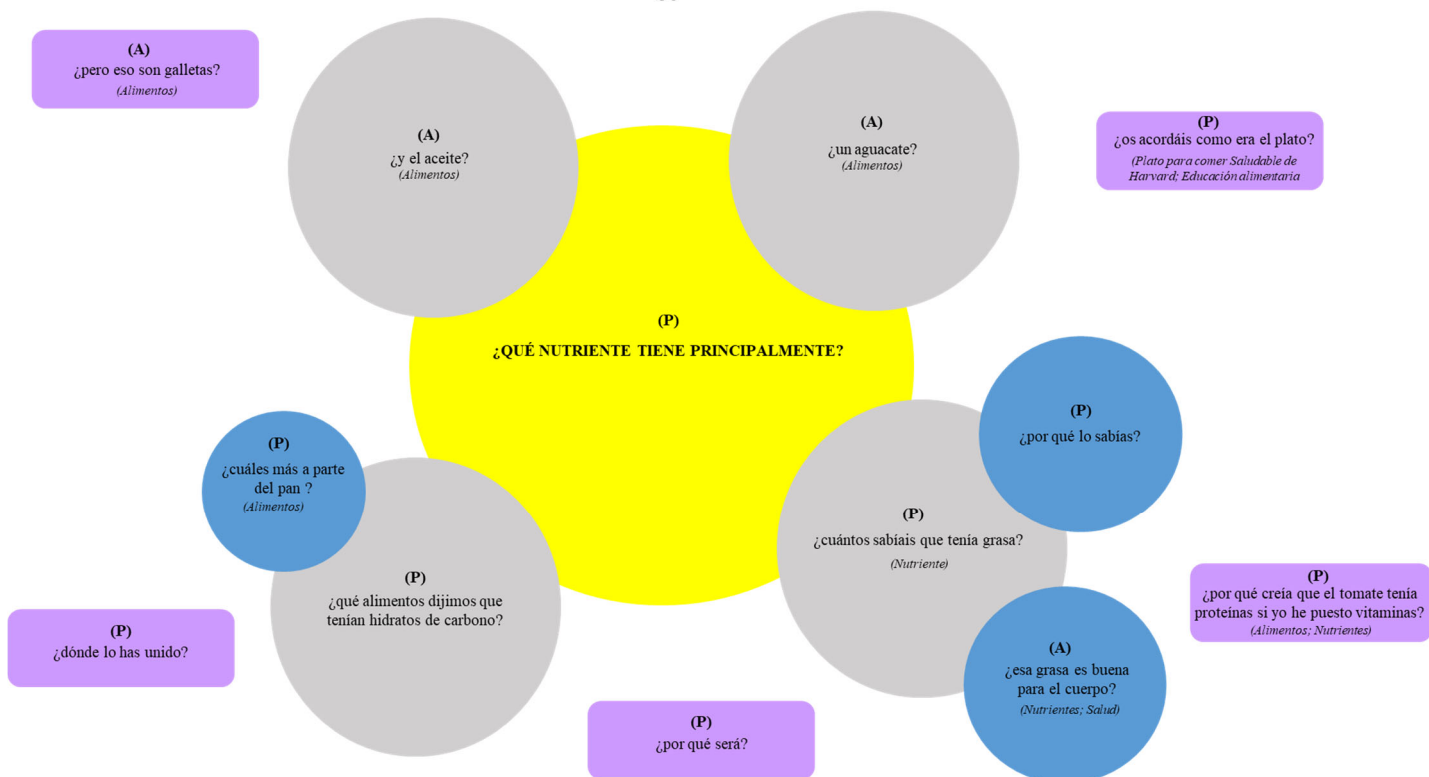 (A)
¿pero eso son galletas?
(Alimentos)
(A)
¿y el aceite?
(Alimentos)
(A)
¿un aguacate?
(Alimentos)
(P)
¿os acordáis como era el plato?
(Plato para comer Saludable de
Harvard; Educación alimentaria
(P)
¿QUÉ NUTRIENTE TIENE PRINCIPALMENTE?
(P)
¿por qué lo sabías?
(P)
¿cuáles más a parte
del pan ?
(Alimentos)
(P)
¿cuántos sabíais que tenía grasa?
(Nutriente)
(P)
¿qué alimentos dijimos que
tenían hidratos de carbono?
(P)
¿por qué creía que el tomate tenía
proteínas si yo he puesto vitaminas?
(Alimentos; Nutrientes)
(P)
¿dónde lo has unido?
(A)
¿esa grasa es buena
para el cuerpo?
(Nutrientes; Salud)
(P)
¿por qué será?